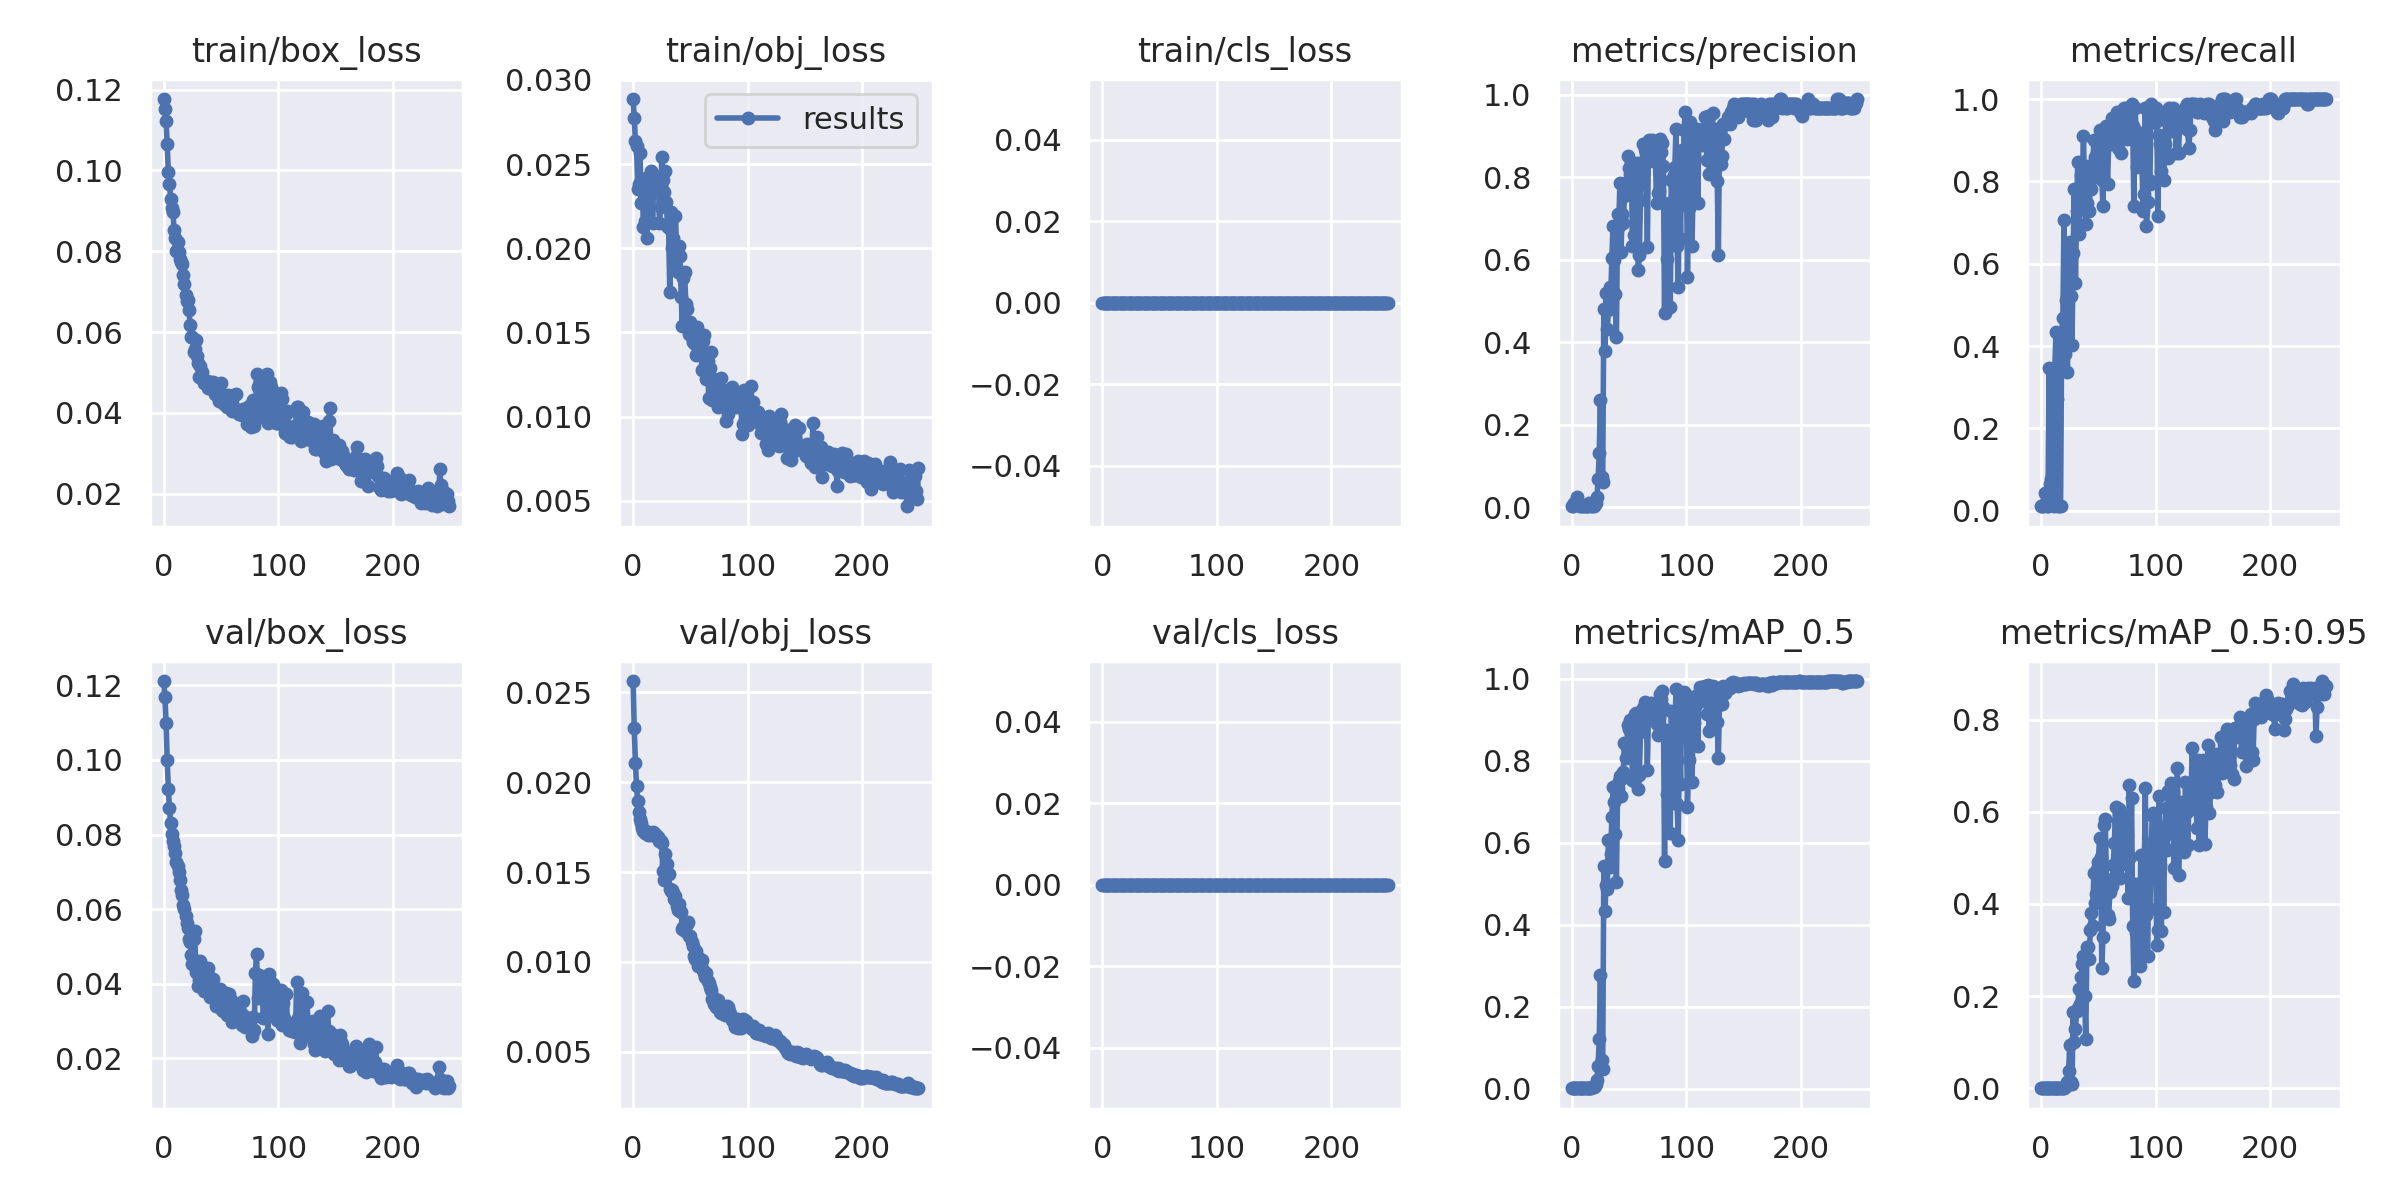 train/box_loss
0.12
0.10
0.08
0.06
0.04
0.02
0 100 200
train/obj_loss
results
0.030
0.025
0.020
0.015
0.010
0.005
0 100 200
train/cls_loss
0.04
0.02
0.00
−0.02
−0.04
0 100 200
metrics/precision
1.0
0.8
0.6
0.4
0.2
0.0
0 100 200
metrics/recall
1.0
0.8
0.6
0.4
0.2
0.0
0 100 200
val/box_loss
0.12
0.10
0.08
0.06
0.04
0.02
0 100 200
val/obj_loss
0.025
0.020
0.015
0.010
0.005
0 100 200
val/cls_loss
0.04
0.02
0.00
−0.02
−0.04
0 100 200
metrics/mAP_0.5
1.0
0.8
0.6
0.4
0.2
0.0
0 100 200
metrics/mAP_0.5:0.95
0.8
0.6
0.4
0.2
0.0
0 100 200